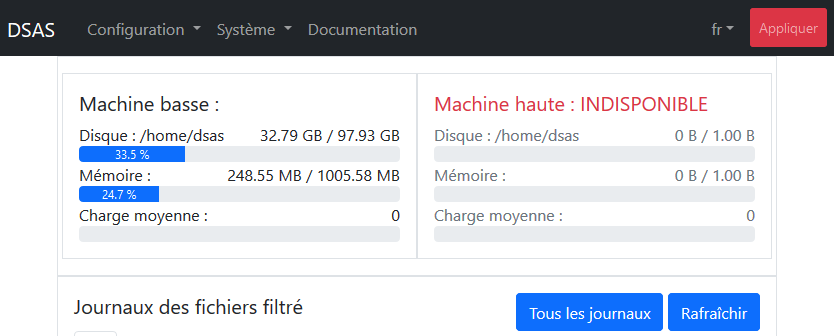 DSAS Configuration Système Documentation fr Appliquer
Machine basse :
Disque : /home/dsas 32.79 GB / 97.93 GB
33.5 %
Mémoire : 248.55 MB / 1005.58 MB
24.7 %
Charge moyenne : 0
Machine haute : INDISPONIBLE
Disque : /home/dsas 0 B / 1.00 B
Mémoire : 0 B / 1.00 B
Charge moyenne : 0
Journaux des fichiers filtré Tous les journaux Rafraîchir